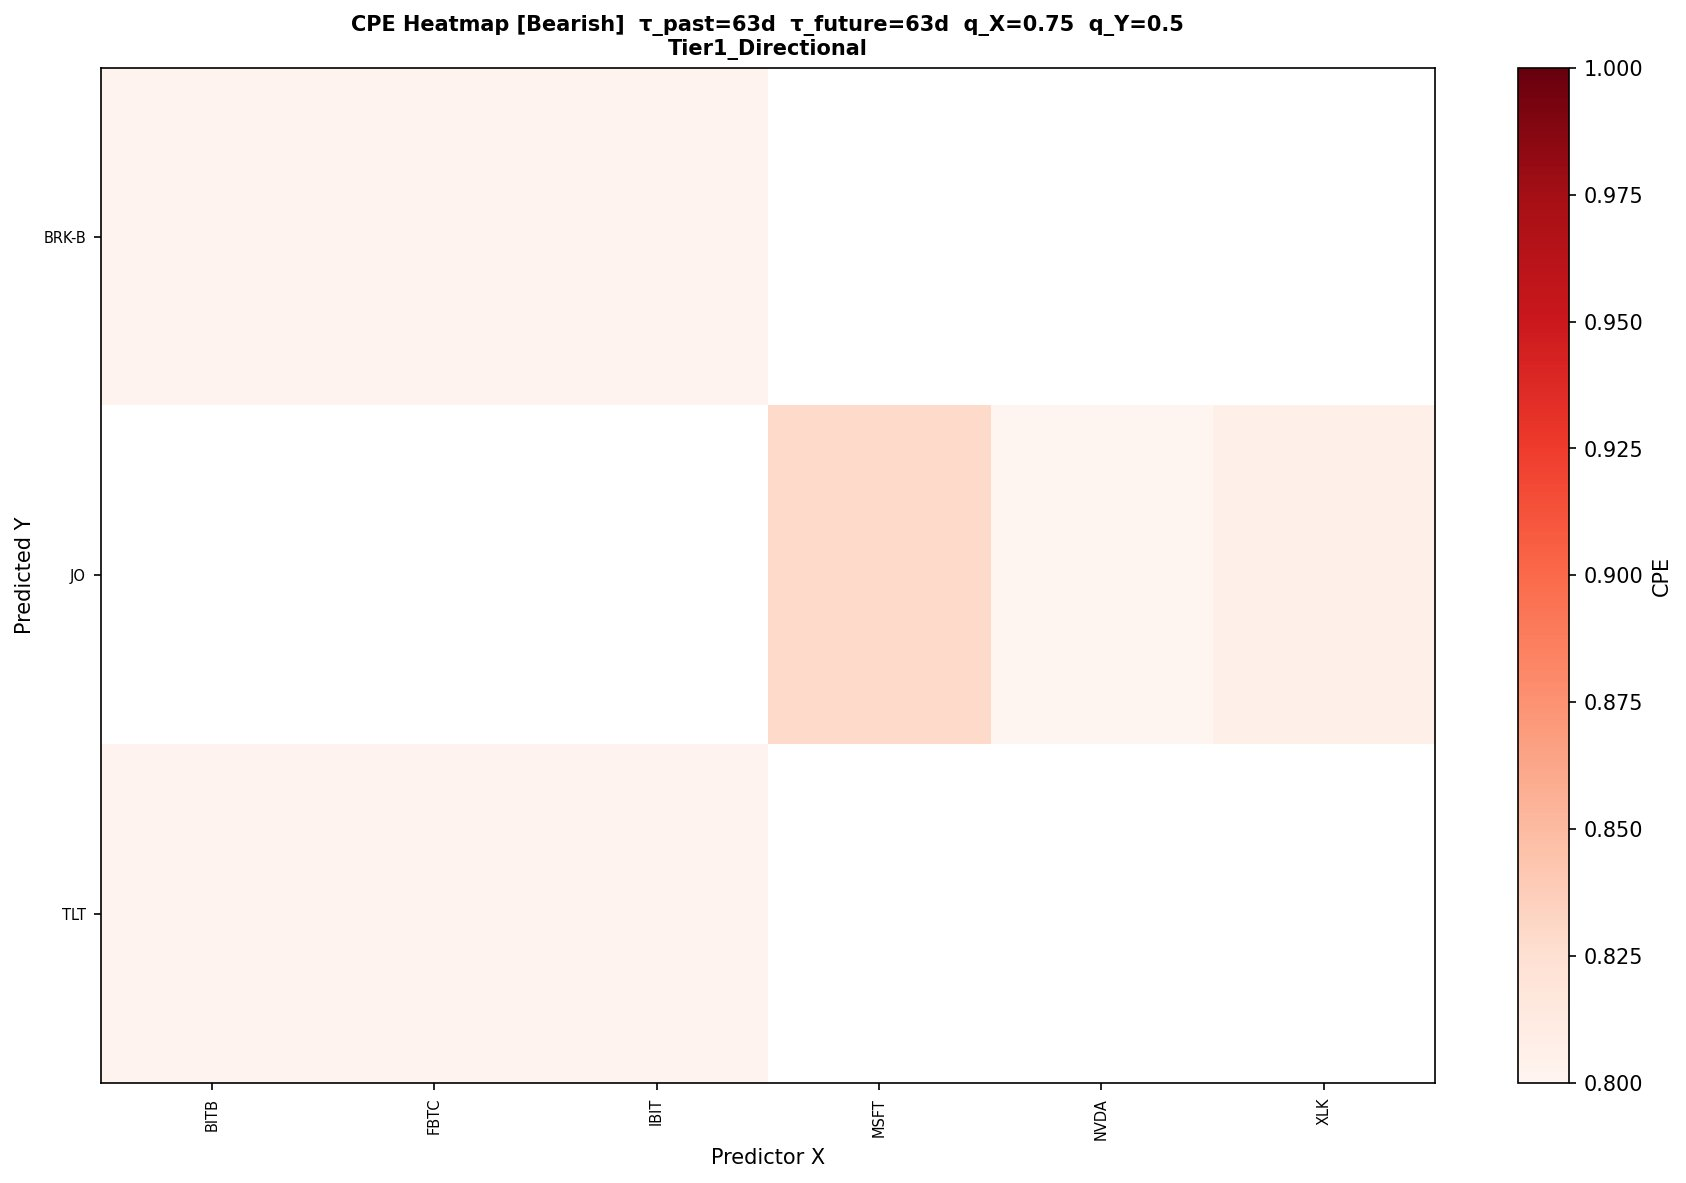 CPE Heatmap [Bearish]  τ_past=63d  τ_future=63d  q_X=0.75  q_Y=0.5
Tier1_Directional
BRK-B
JO
TLT
Predicted Y
BITB
FBTC
IBIT
MSFT
NVDA
XLK
Predictor X
1.000
0.975
0.950
0.925
0.900
0.875
0.850
0.825
0.800
CPE